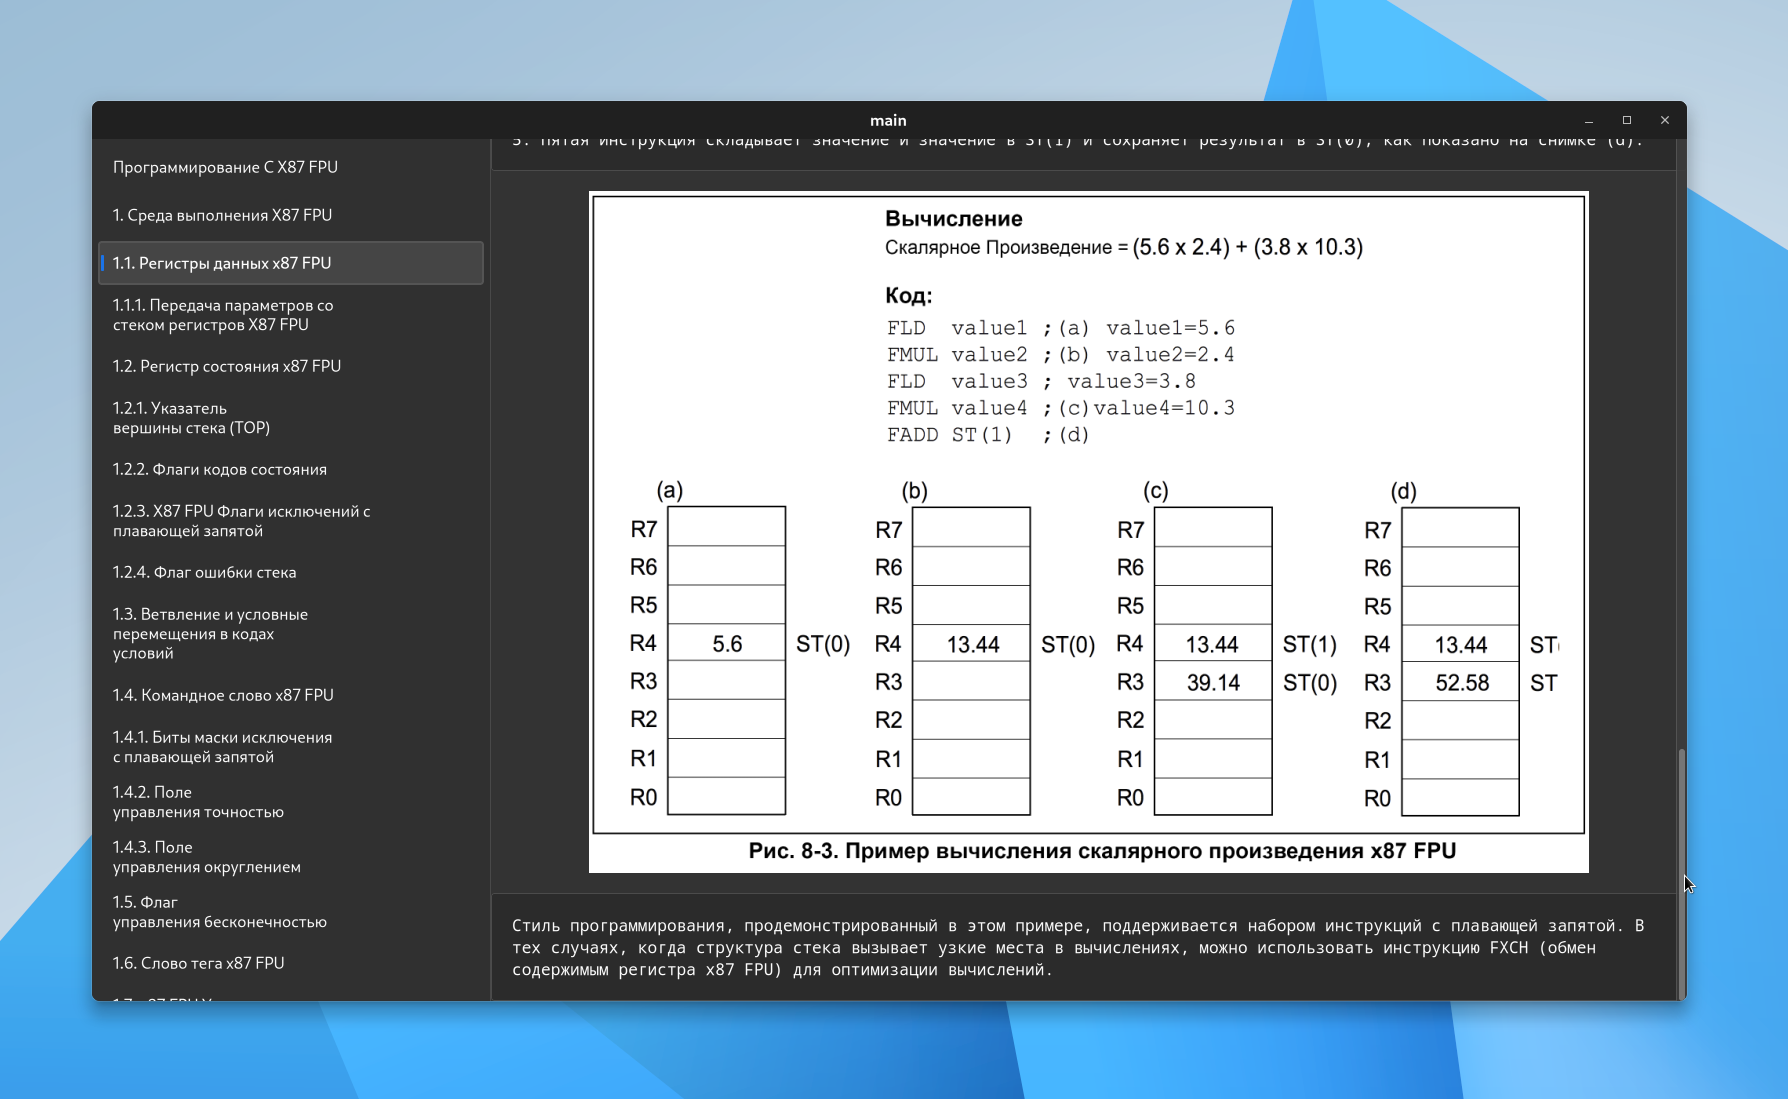 main
Программирование С X87 FPU
1. Среда выполнения X87 FPU
1.1. Регистры данных x87 FPU
1.1.1. Передача параметров со
стеком регистров X87 FPU
1.2. Регистр состояния x87 FPU
1.2.1. Указатель
вершины стека (TOP)
1.2.2. Флаги кодов состояния
1.2.3. X87 FPU Флаги исключений с
плавающей запятой
1.2.4. Флаг ошибки стека
1.3. Ветвление и условные
перемещения в кодах
условий
1.4. Командное слово x87 FPU
1.4.1. Биты маски исключения
с плавающей запятой
1.4.2. Поле
управления точностью
1.4.3. Поле
управления округлением
1.5. Флаг
управления бесконечностью
1.6. Слово тега x87 FPU
5. Пятая инструкция складывает значение и значение в ST(1) и сохраняет результат в ST(0), как показано на снимке (d).
Вычисление
Скалярное Произведение = (5.6 x 2.4) + (3.8 x 10.3)
Код:
FLD value1 ;(a) value1=5.6
FMUL value2 ;(b) value2=2.4
FLD value3 ; value3=3.8
FMUL value4 ;(c)value4=10.3
FADD ST(1) ;(d)
(a) (b) (c) (d)
R7 R7 R7 R7
R6 R6 R6 R6
R5 R5 R5 R5
R4 5.6 ST(0) R4 13.44 ST(0) R4 13.44 ST(1) R4 13.44 ST(
R3 R3 R3 39.14 ST(0) R3 52.58 ST
R2 R2 R2 R2
R1 R1 R1 R1
R0 R0 R0 R0
Рис. 8-3. Пример вычисления скалярного произведения x87 FPU
Стиль программирования, продемонстрированный в этом примере, поддерживается набором инструкций с плавающей запятой. В
тех случаях, когда структура стека вызывает узкие места в вычислениях, можно использовать инструкцию FXCH (обмен
содержимым регистра x87 FPU) для оптимизации вычислений.